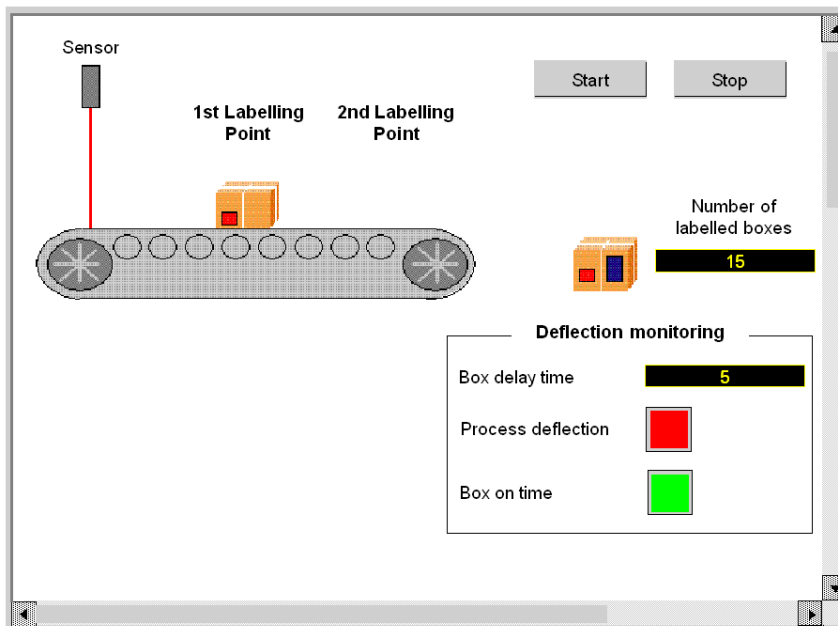 Sensor
Start
Stop
1st Labelling
Point
2nd Labelling
Point
Number of
labelled boxes
15
Deflection monitoring
Box delay time
5
Process deflection
Box on time